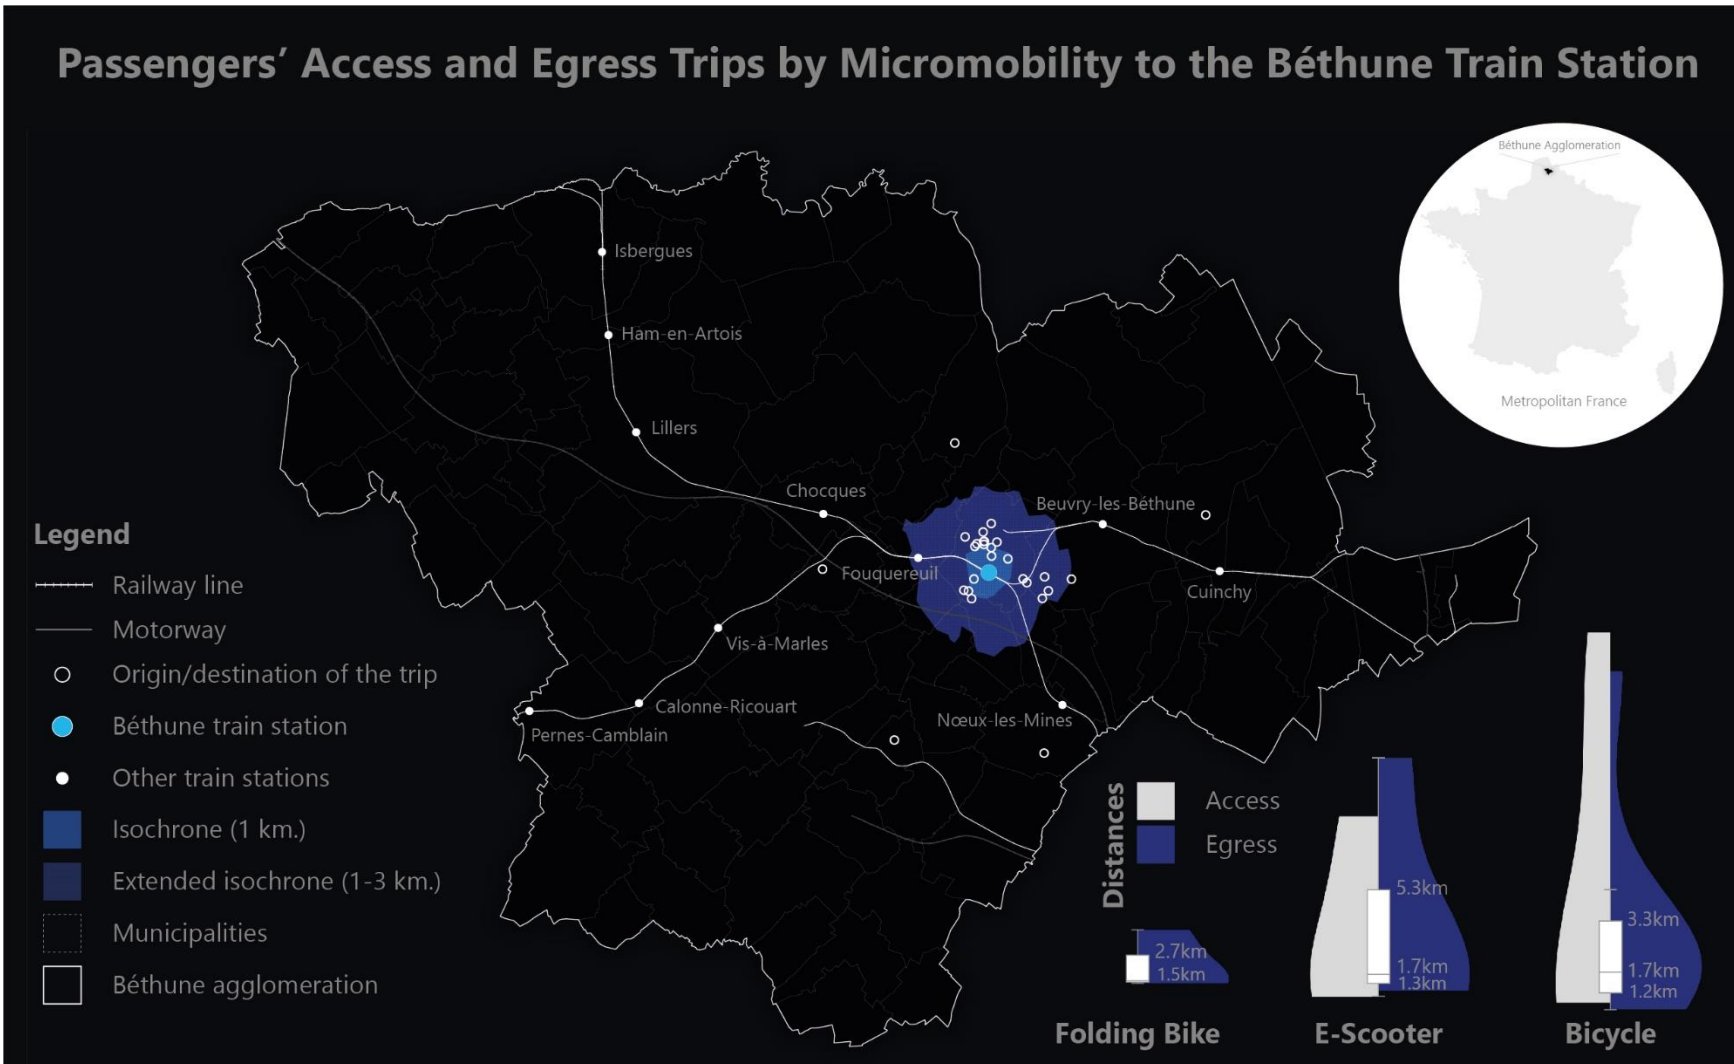 Passengers’ Access and Egress Trips by Micromobility to the Béthune Train Station
Béthune Agglomeration
Metropolitan France
Isbergues
Ham-en-Artois
Lillers
Chocques
Beuvry-les-Béthune
Fouquereuil
Cuinchy
Vis-à-Marles
Calonne-Ricouart
Pernes-Camblain
Nœux-les-Mines
Legend
Railway line
Motorway
Origin/destination of the trip
Béthune train station
Other train stations
Isochrone (1 km.)
Extended isochrone (1-3 km.)
Municipalities
Béthune agglomeration
Distances
Access
Egress
2.7km
1.5km
Folding Bike
5.3km
1.7km
1.3km
E-Scooter
3.3km
1.7km
1.2km
Bicycle